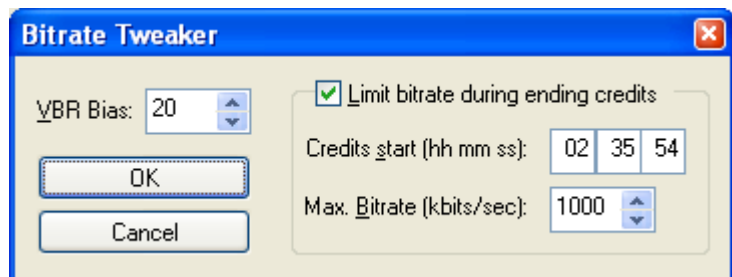 Bitrate Tweaker
VBR Bias: 20
OK
Cancel
Limit bitrate during ending credits
Credits start (hh mm ss): 02 35 54
Max. Bitrate (kbits/sec): 1000